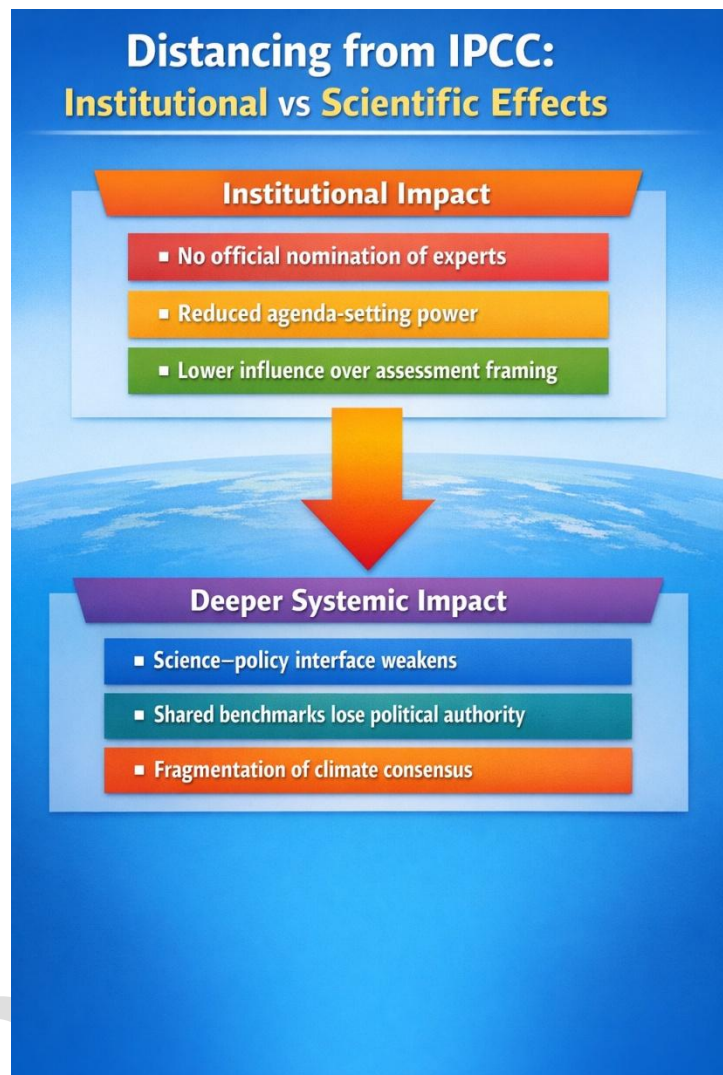 Distancing from IPCC:
Institutional vs Scientific Effects
Institutional Impact
▪ No official nomination of experts
▪ Reduced agenda-setting power
▪ Lower influence over assessment framing
Deeper Systemic Impact
▪ Science–policy interface weakens
▪ Shared benchmarks lose political authority
▪ Fragmentation of climate consensus